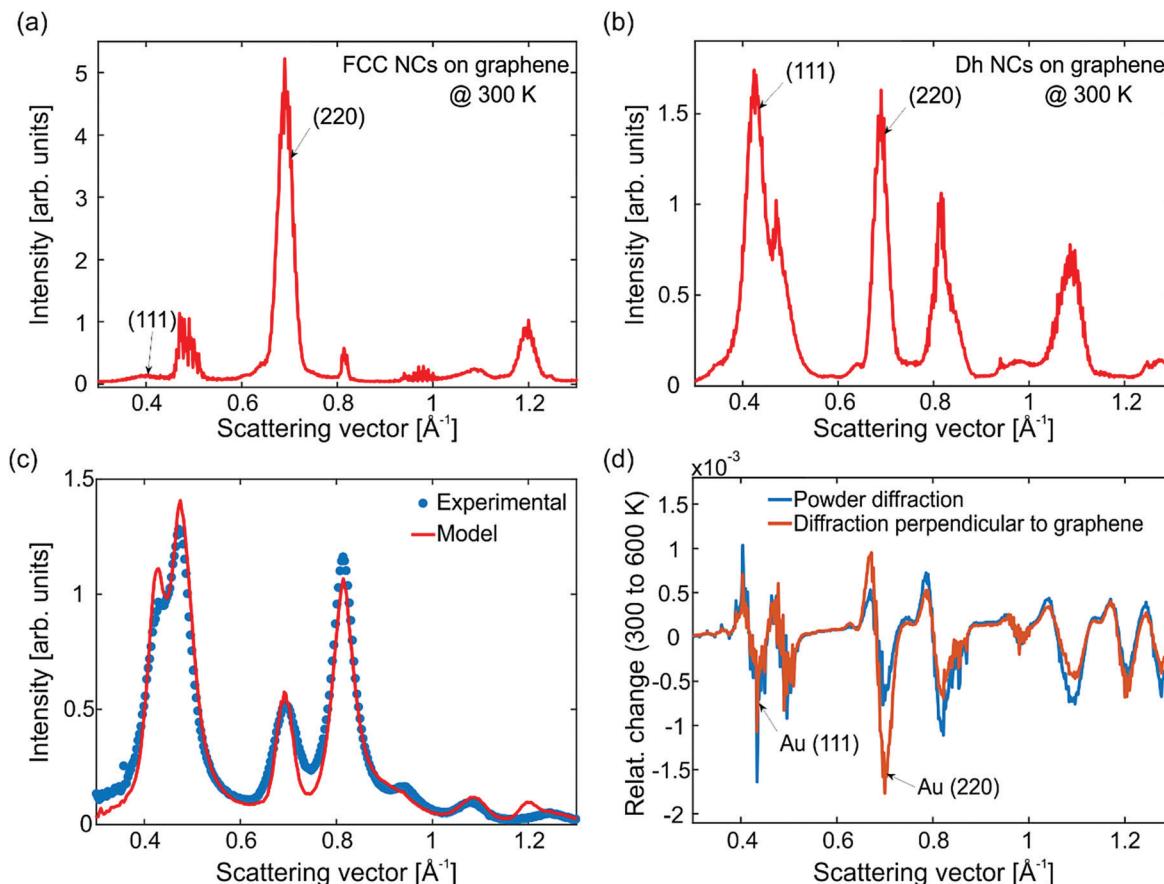 (a)
FCC NCs on graphene
@ 300 K
(220)
(111)
Intensity [arb. units]
5
4
3
2
1
0
0.4 0.6 0.8 1 1.2
Scattering vector [Å⁻¹]
(b)
Dh NCs on graphene
@ 300 K
(111)
(220)
Intensity [arb. units]
1.5
1
0.5
0
0.4 0.6 0.8 1 1.2
Scattering vector [Å⁻¹]
(c)
Experimental
Model
Intensity [arb. units]
1.5
1
0.5
0
0.4 0.6 0.8 1 1.2
Scattering vector [Å⁻¹]
(d)
x10⁻³
Powder diffraction
Diffraction perpendicular to graphene
Au (111)
Au (220)
Relat. change (300 to 600 K)
1.5
1
0.5
0
-0.5
-1
-1.5
-2
0.4 0.6 0.8 1 1.2
Scattering vector [Å⁻¹]